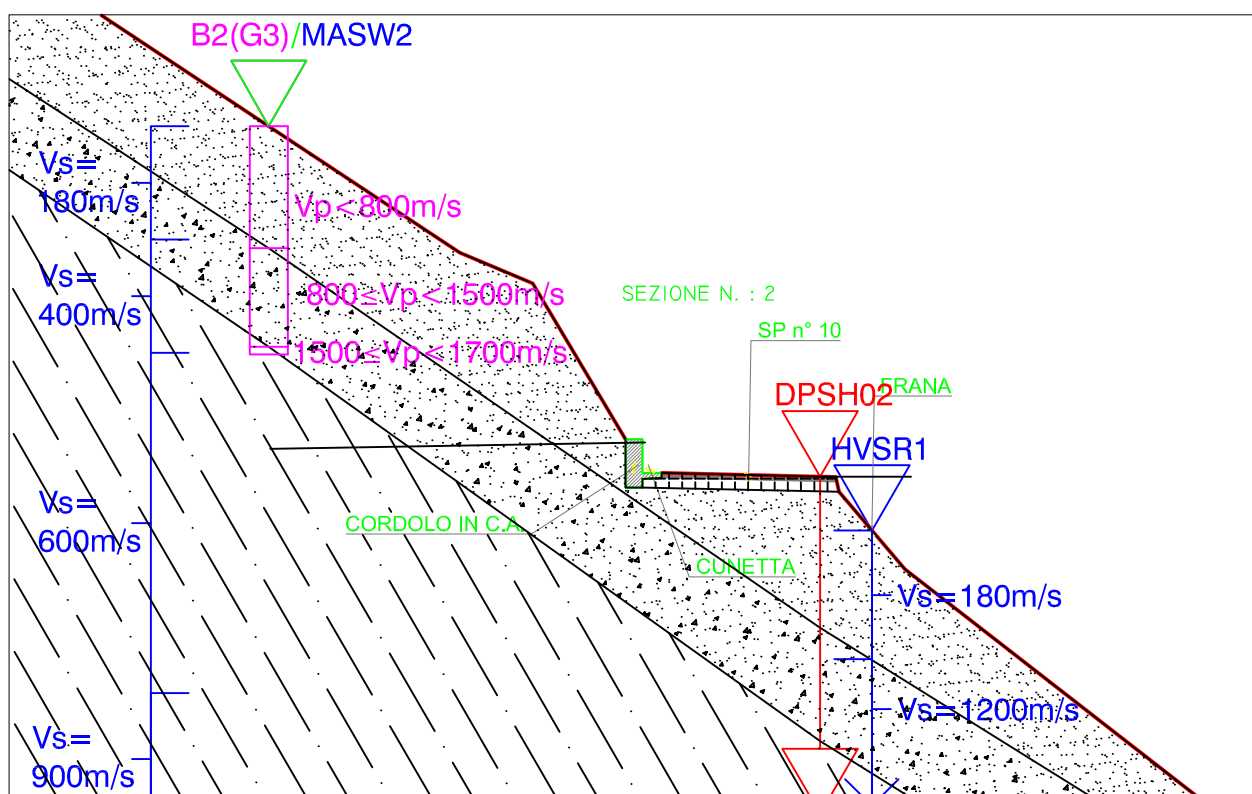 B2(G3)/MASW2
Vs=
180m/s
Vp<800m/s
Vs=
400m/s
800≤Vp<1500m/s
SEZIONE N. : 2
SP n° 10
1500≤Vp<1700m/s
DPSH02
FRANA
HVSR1
Vs=
600m/s
CORDOLO IN C.A.
CUNETTA
Vs=180m/s
Vs=1200m/s
Vs=
900m/s